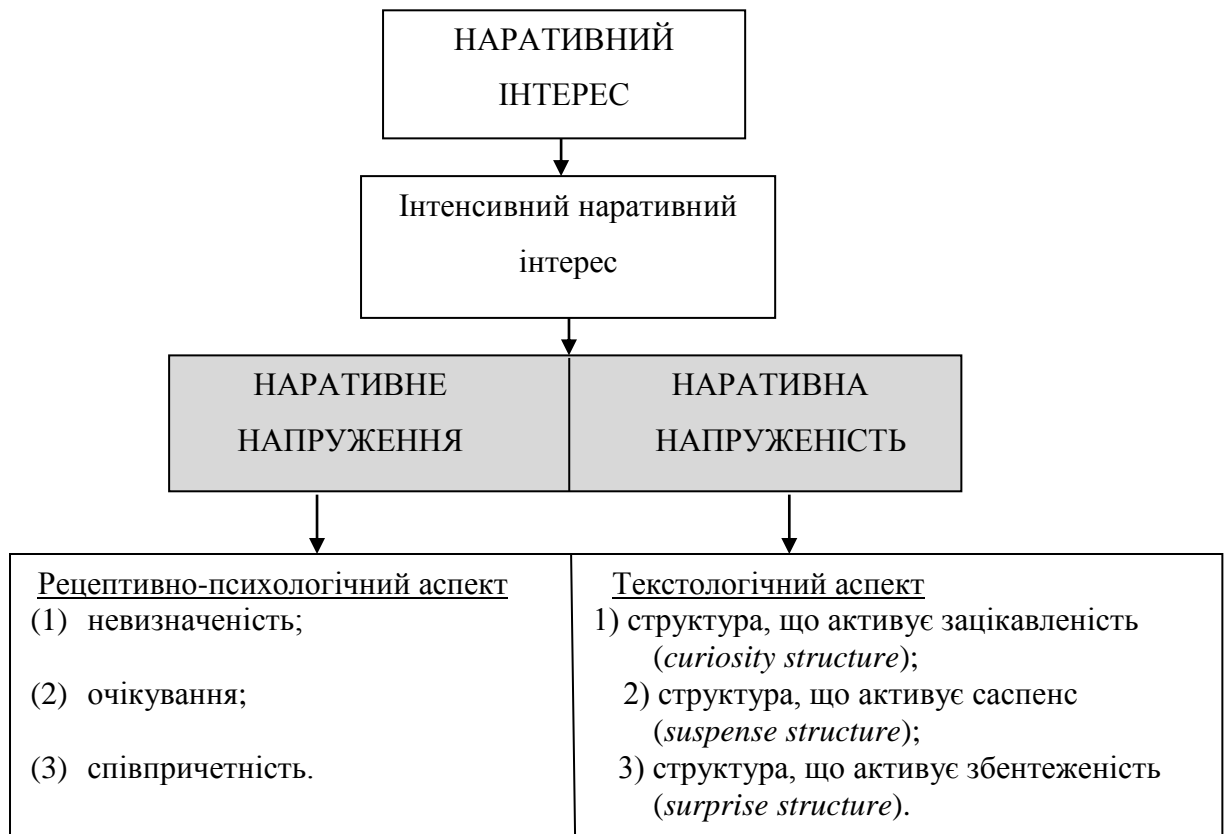 НАРАТИВНИЙ
ІНТЕРЕС
Інтенсивний наративний
інтерес
НАРАТИВНЕ
НАПРУЖЕННЯ
НАРАТИВНА
НАПРУЖЕНІСТЬ
Рецептивно-психологічний аспект
(1) невизначеність;
(2) очікування;
(3) співпричетність.
Текстологічний аспект
1) структура, що активує зацікавленість
(curiosity structure);
2) структура, що активує саспенс
(suspense structure);
3) структура, що активує збентеженість
(surprise structure).